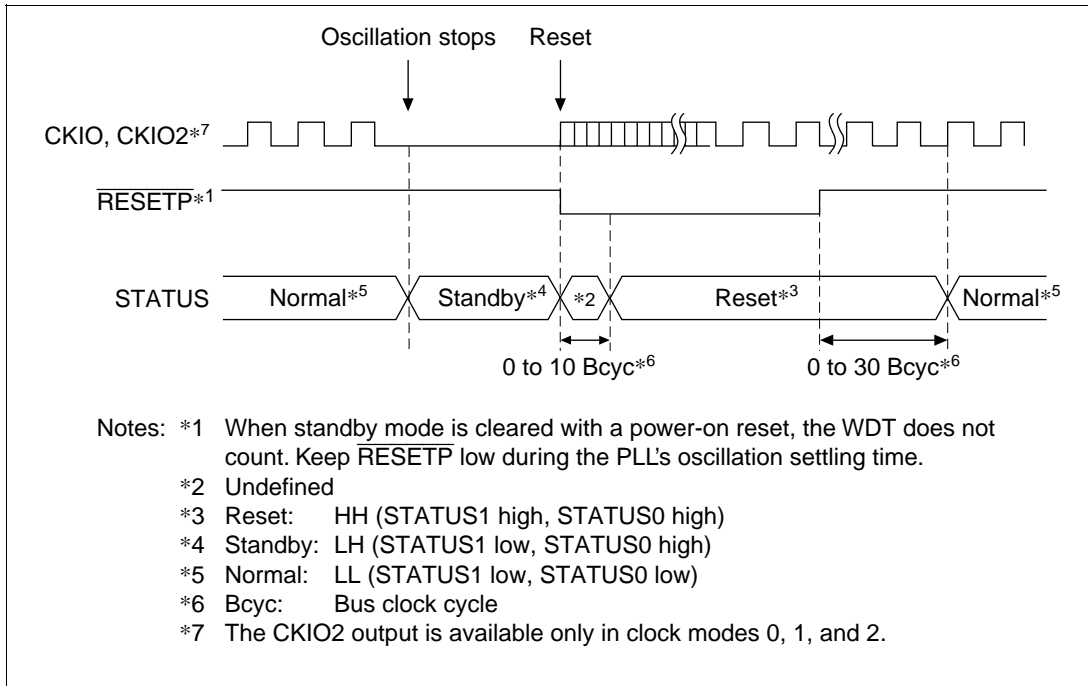 Oscillation stops Reset
CKIO, CKIO2*7
RESETP*1
STATUS Normal*5 Standby*4 *2 Reset*3 Normal*5
0 to 10 Bcyc*6 0 to 30 Bcyc*6
Notes: *1 When standby mode is cleared with a power-on reset, the WDT does not
count. Keep RESETP low during the PLL's oscillation settling time.
*2 Undefined
*3 Reset: HH (STATUS1 high, STATUS0 high)
*4 Standby: LH (STATUS1 low, STATUS0 high)
*5 Normal: LL (STATUS1 low, STATUS0 low)
*6 Bcyc: Bus clock cycle
*7 The CKIO2 output is available only in clock modes 0, 1, and 2.